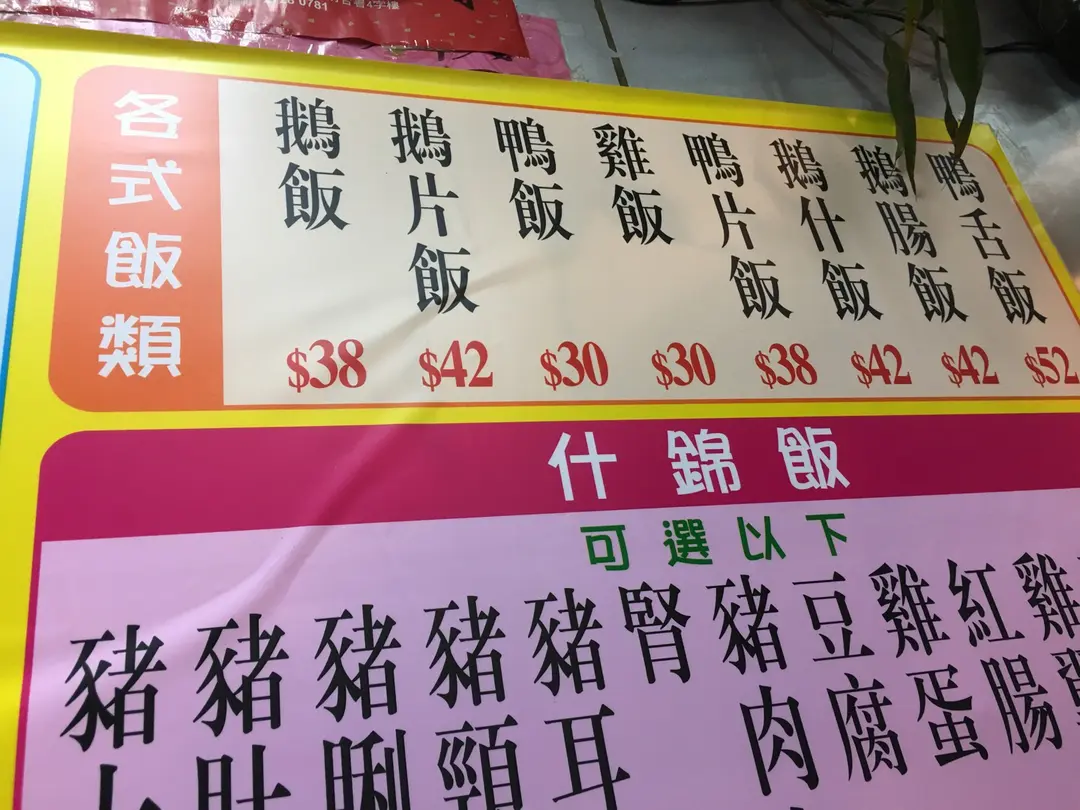 0781
各式飯類
鵝飯 $38
鵝片飯 $42
鴨飯 $30
雞飯 $30
鴨片飯 $38
鵝什飯 $42
鵝腸飯 $42
鴨舌飯 $52
什錦飯
可選以下
豬
豬肚
豬脷
豬頸
豬耳
腎
豬肉
豆腐
雞蛋
紅腸
雞